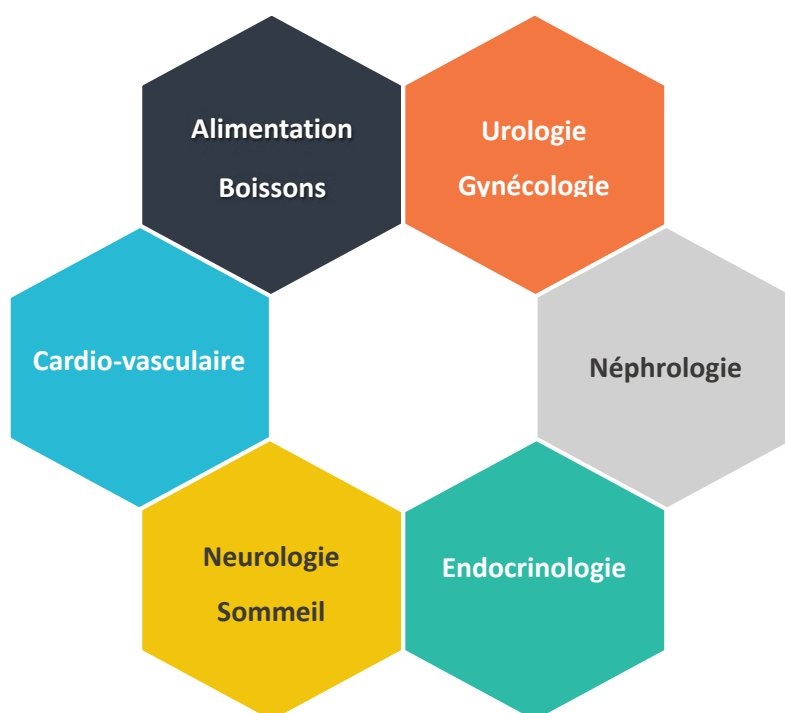 Alimentation
Boissons
Urologie
Gynécologie
Cardio-vasculaire
Néphrologie
Neurologie
Sommeil
Endocrinologie